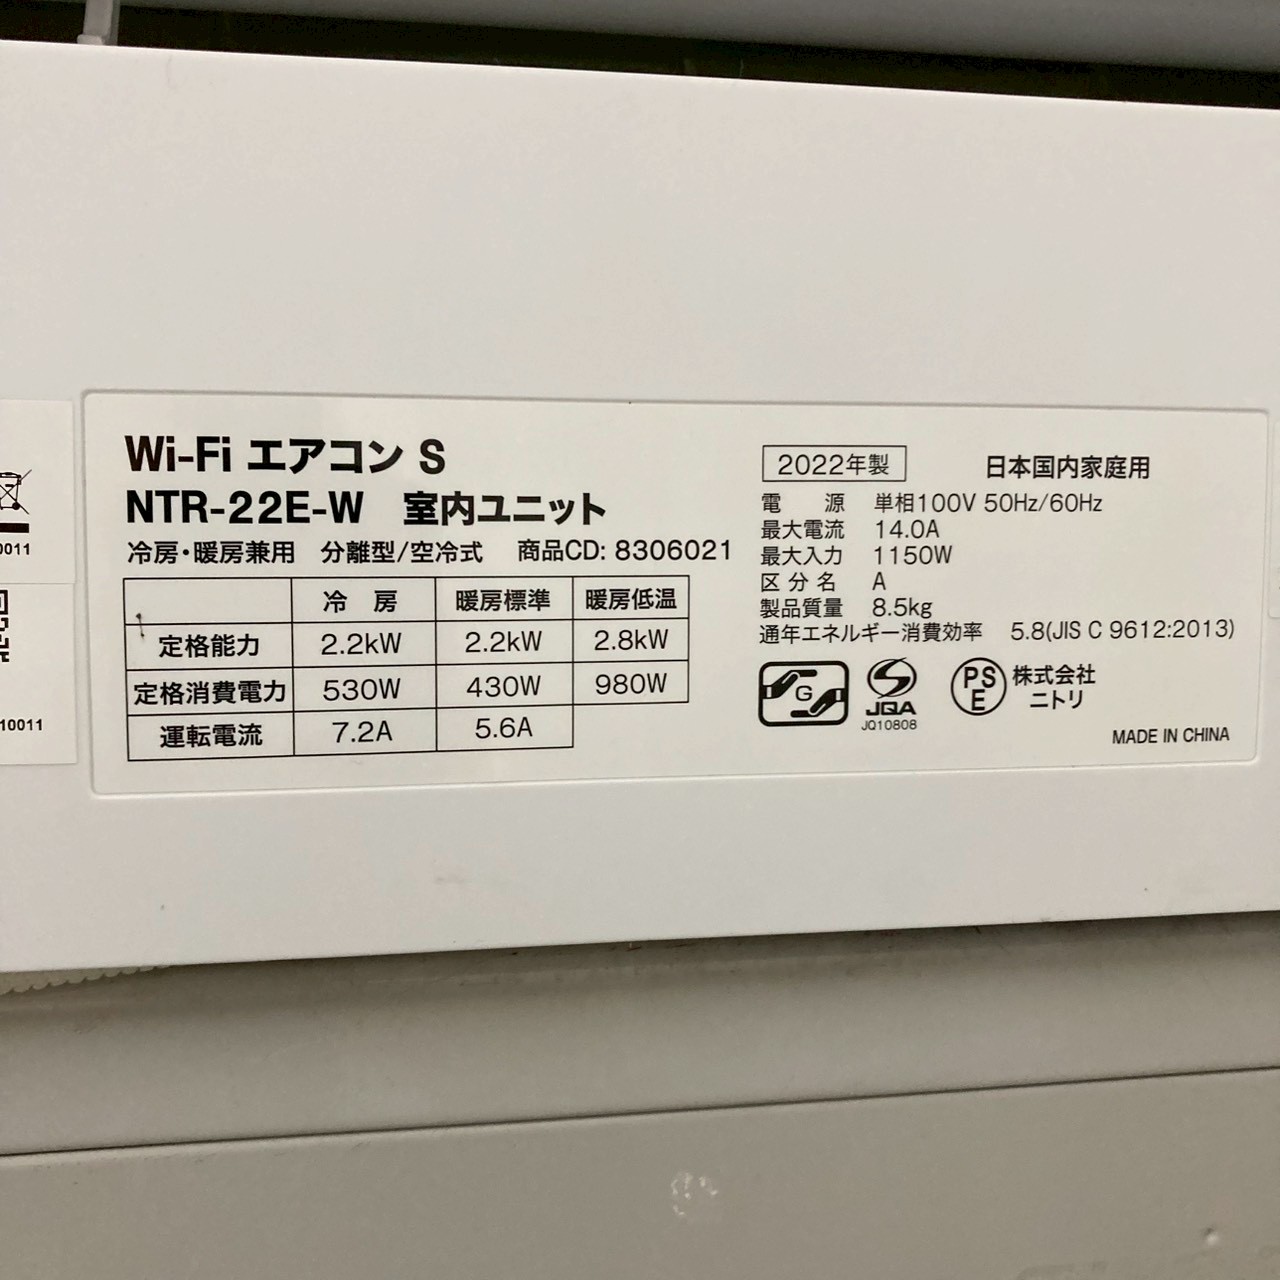 Wi-Fi エアコン S
NTR-22E-W 室内ユニット
冷房・暖房兼用 分離型/空冷式 商品CD: 8306021
冷 房 暖房標準 暖房低温
定格能力 2.2kW 2.2kW 2.8kW
定格消費電力 530W 430W 980W
運転電流 7.2A 5.6A
2022年製 日本国内家庭用
電 源 単相100V 50Hz/60Hz
最大電流 14.0A
最大入力 1150W
区分名 A
製品質量 8.5kg
通年エネルギー消費効率 5.8(JIS C 9612:2013)
G
JQA
JQ10808
PS
E
株式会社
ニトリ
MADE IN CHINA
0011
10011